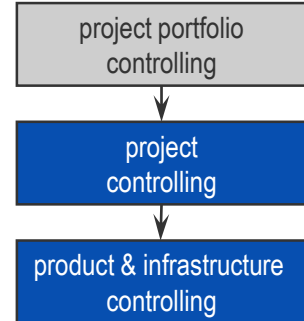 project portfolio
controlling
project
controlling
product & infrastructure
controlling